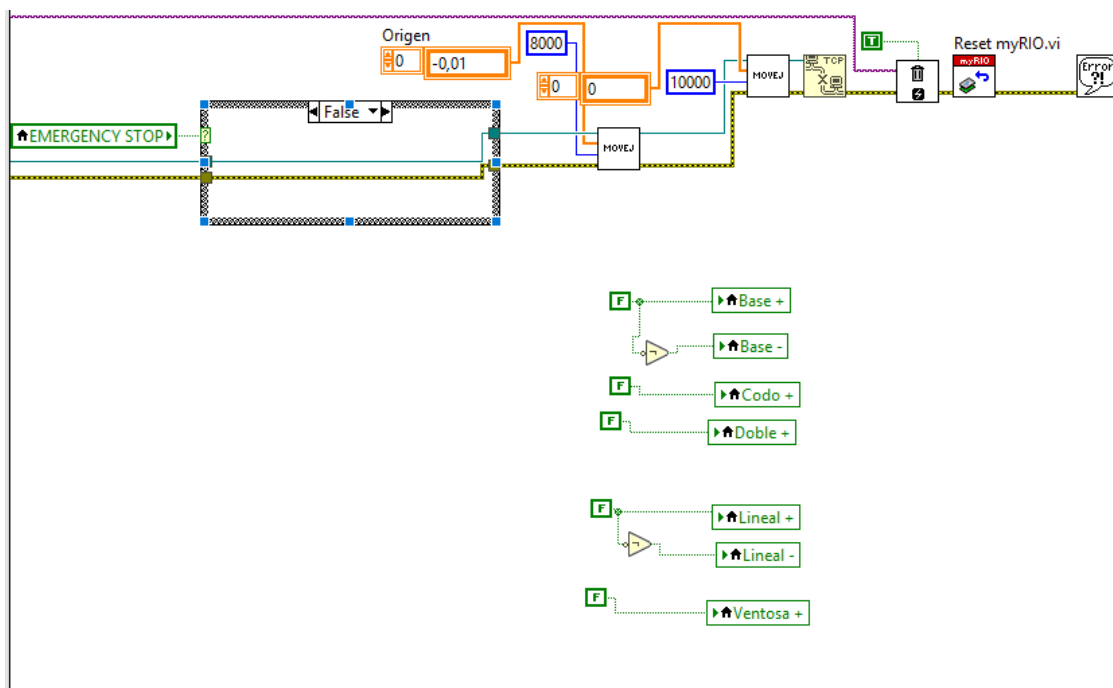 Origen
0
-0,01
8000
0
0
10000
MOVEJ
TCP
T
Reset myRIO.vi
myRIO
Error
?!
False
EMERGENCY STOP
?
MOVEJ
F
Base +
Base -
F
Codo +
F
Doble +
F
Lineal +
Lineal -
F
Ventosa +